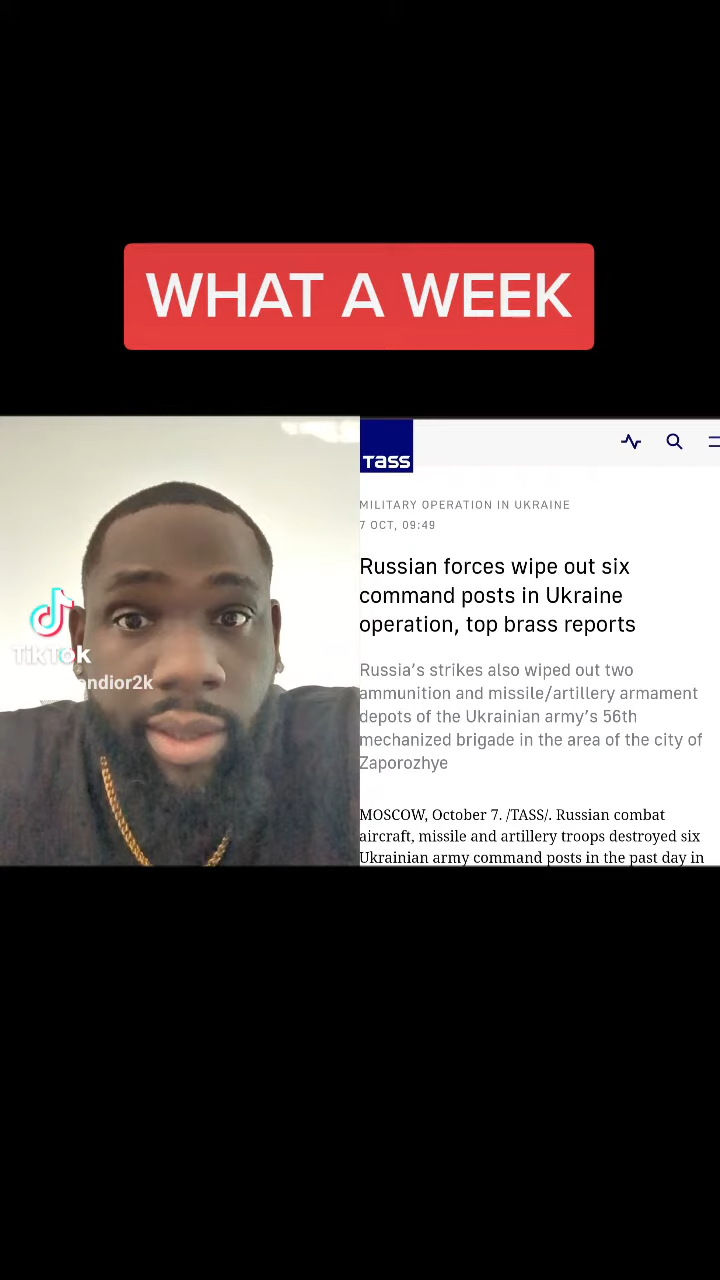 WHAT A WEEK
TikTok
ndior2k
TASS
MILITARY OPERATION IN UKRAINE
7 OCT, 09:49
Russian forces wipe out six
command posts in Ukraine
operation, top brass reports
Russia’s strikes also wiped out two
ammunition and missile/artillery armament
depots of the Ukrainian army’s 56th
mechanized brigade in the area of the city of
Zaporozhye
MOSCOW, October 7. /TASS/. Russian combat
aircraft, missile and artillery troops destroyed six
Ukrainian army command posts in the past day in